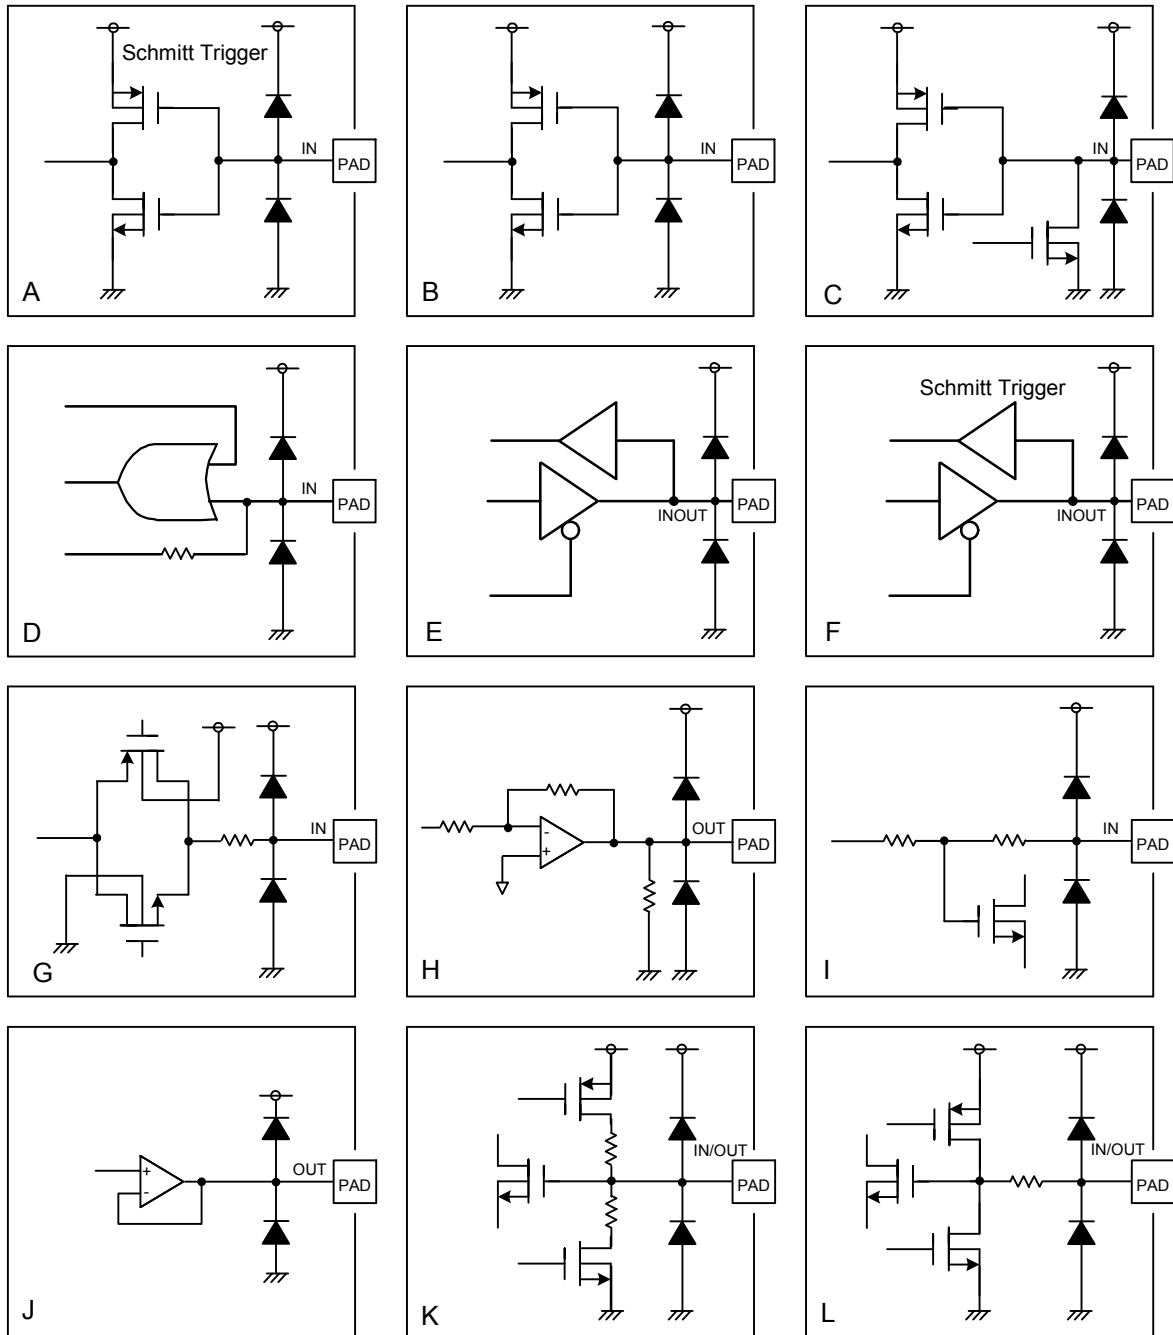 Schmitt Trigger
IN
PAD
A
IN
PAD
B
IN
PAD
C
IN
PAD
D
INOUT
PAD
E
Schmitt Trigger
INOUT
PAD
F
IN
PAD
G
-
+
OUT
PAD
H
IN
PAD
I
+
-
OUT
PAD
J
IN/OUT
PAD
K
IN/OUT
PAD
L